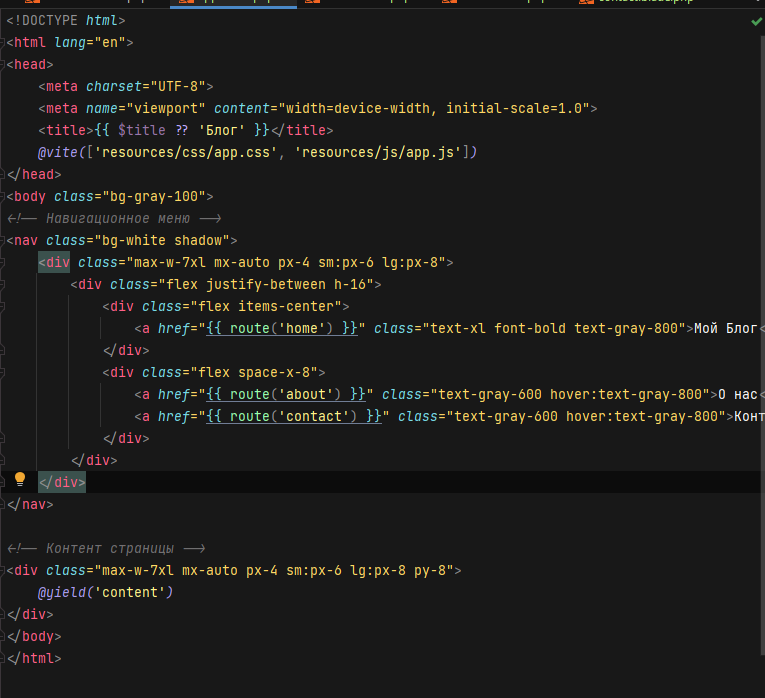 <!DOCTYPE html>
<html lang="en">
<head>
    <meta charset="UTF-8">
    <meta name="viewport" content="width=device-width, initial-scale=1.0">
    <title>{{ $title ?? 'Блог' }}</title>
    @vite(['resources/css/app.css', 'resources/js/app.js'])
</head>
<body class="bg-gray-100">
<!-- Навигационное меню -->
<nav class="bg-white shadow">
    <div class="max-w-7xl mx-auto px-4 sm:px-6 lg:px-8">
        <div class="flex justify-between h-16">
            <div class="flex items-center">
                <a href="{{ route('home') }}" class="text-xl font-bold text-gray-800">Мой Блог<
            </div>
            <div class="flex space-x-8">
                <a href="{{ route('about') }}" class="text-gray-600 hover:text-gray-800">О нас<
                <a href="{{ route('contact') }}" class="text-gray-600 hover:text-gray-800">Конт
            </div>
        </div>
    </div>
</nav>
<!-- Контент страницы -->
<div class="max-w-7xl mx-auto px-4 sm:px-6 lg:px-8 py-8">
    @yield('content')
</div>
</body>
</html>